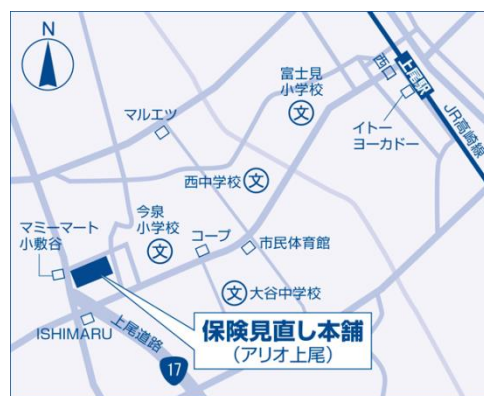 N
富士見
小学校
文
西
上尾駅
イトー
ヨーカドー
JR高崎線
マルエツ
西中学校
文
今泉
小学校
文
コープ
市民体育館
マミーマート
小敷谷
文
大谷中学校
ISHIMARU
上尾道路
17
保険見直し本舗
(アリオ上尾)